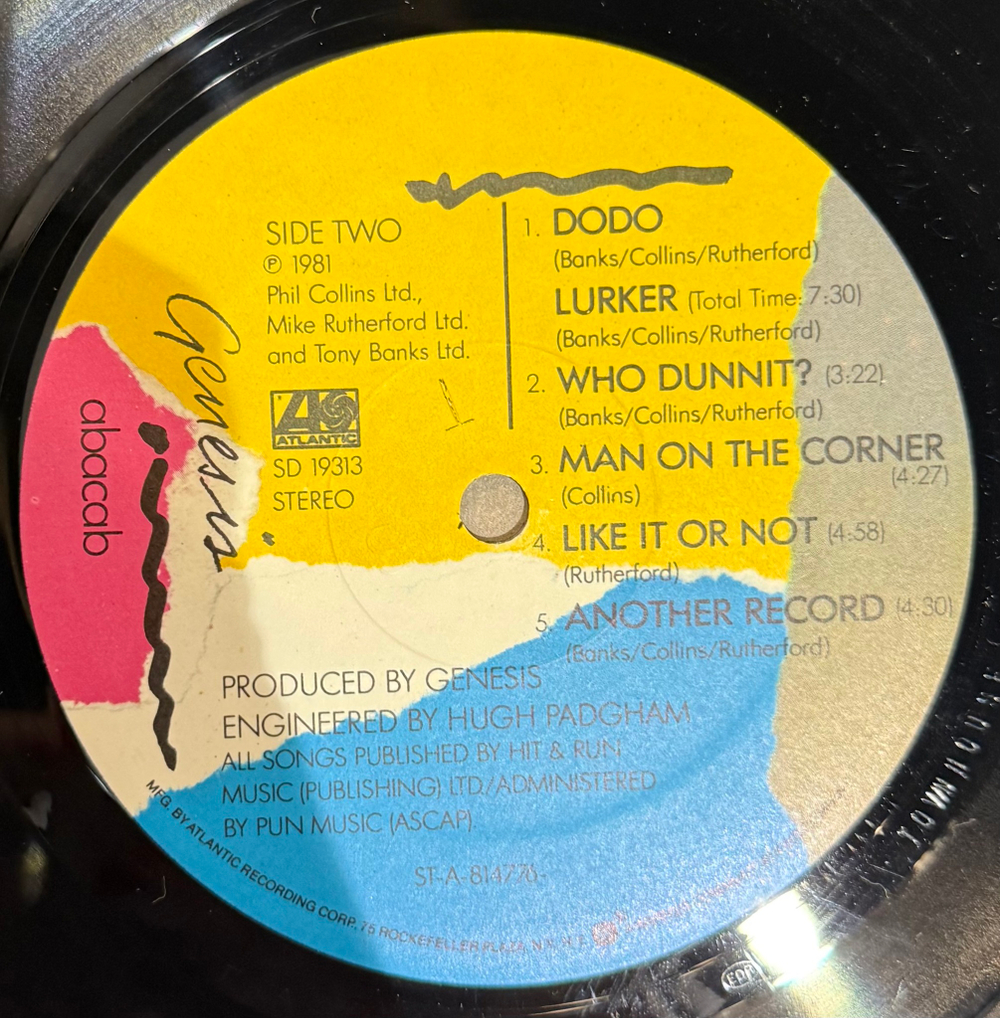 SIDE TWO
℗ 1981
Phil Collins Ltd.,
Mike Rutherford Ltd.
and Tony Banks Ltd.
ATLANTIC
SD 19313
STEREO
1. DODO
(Banks/Collins/Rutherford)
LURKER (Total Time: 7:30)
(Banks/Collins/Rutherford)
2. WHO DUNNIT? (3:22)
(Banks/Collins/Rutherford)
3. MAN ON THE CORNER
(4:27)
(Collins)
4. LIKE IT OR NOT (4:58)
(Rutherford)
5. ANOTHER RECORD (4:30)
(Banks/Collins/Rutherford)
Genesis
abacab
PRODUCED BY GENESIS
ENGINEERED BY HUGH PADGHAM
ALL SONGS PUBLISHED BY HIT & RUN
MUSIC (PUBLISHING) LTD./ADMINISTERED
BY PUN MUSIC (ASCAP).
ST-A-814776-
MFG. BY ATLANTIC RECORDING CORP., 75 ROCKEFELLER PLAZA, N.Y., N.Y.
TOWNHOUSE
EDP